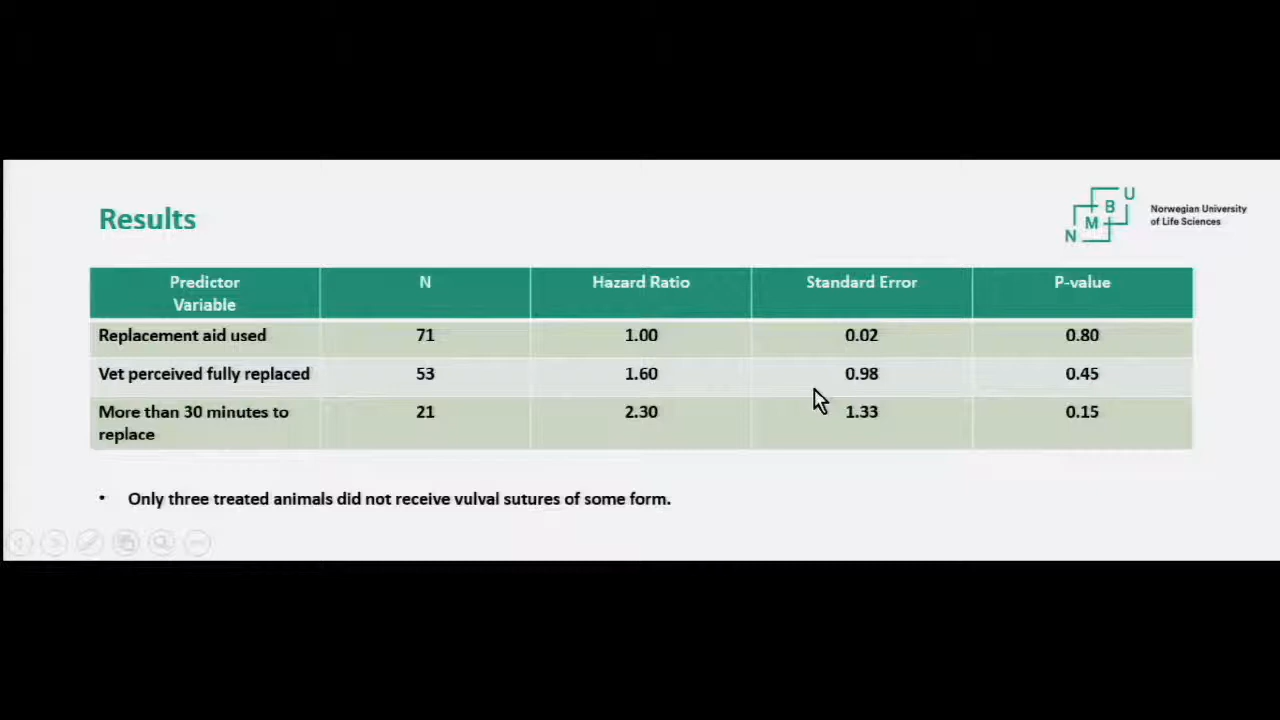 Results
N M B U
Norwegian University
of Life Sciences
Predictor Variable N Hazard Ratio Standard Error P-value
Replacement aid used 71 1.00 0.02 0.80
Vet perceived fully replaced 53 1.60 0.98 0.45
More than 30 minutes to replace 21 2.30 1.33 0.15
• Only three treated animals did not receive vulval sutures of some form.